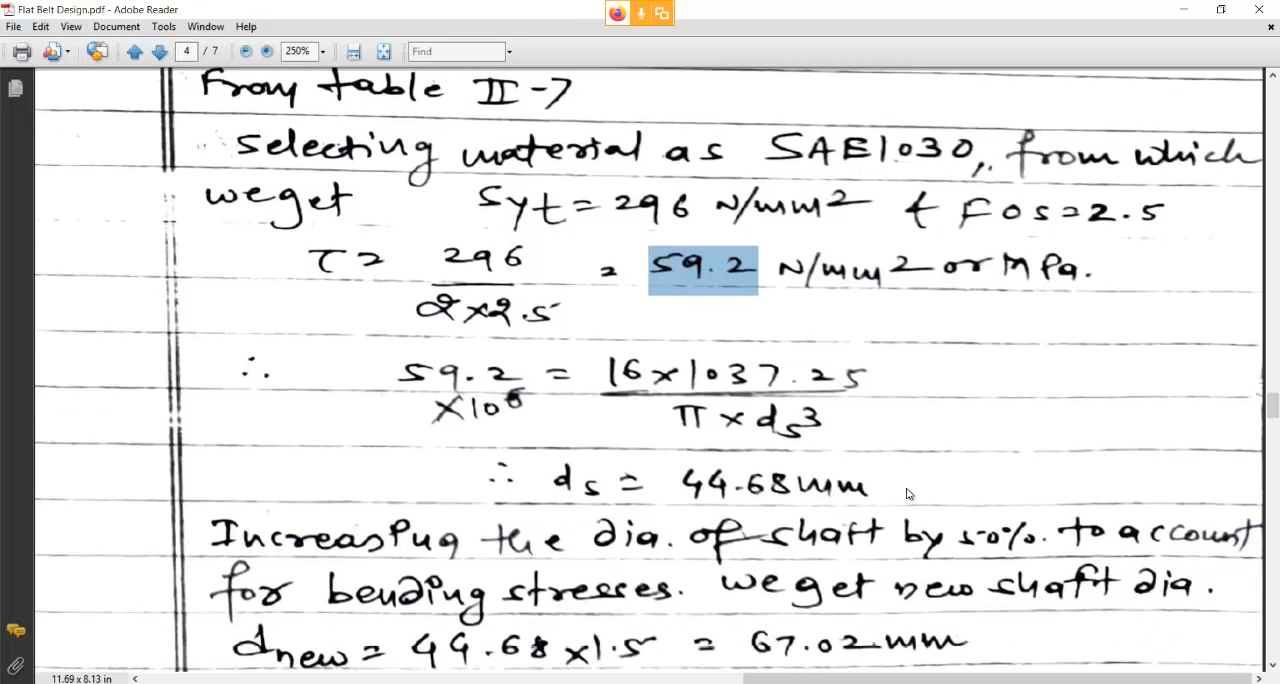 Flat Belt Design.pdf - Adobe Reader
File Edit View Document Tools Window Help
4 / 7 250% Find
From table II-7
selecting material as SAE1030, from which
we get Syt = 296 N/mm2 & FOS=2.5
τ = 296 / 2×2.5 = 59.2 N/mm2 or MPa.
∴ 59.2 ×10⁶ = 16×1037.25 / π × ds3
∴ ds = 44.68mm
Increasing the dia. of shaft by 50%. to account
for bending stresses. we get new shaft dia.
dnew = 44.68 ×1.5 = 67.02mm
11.69 x 8.13 in